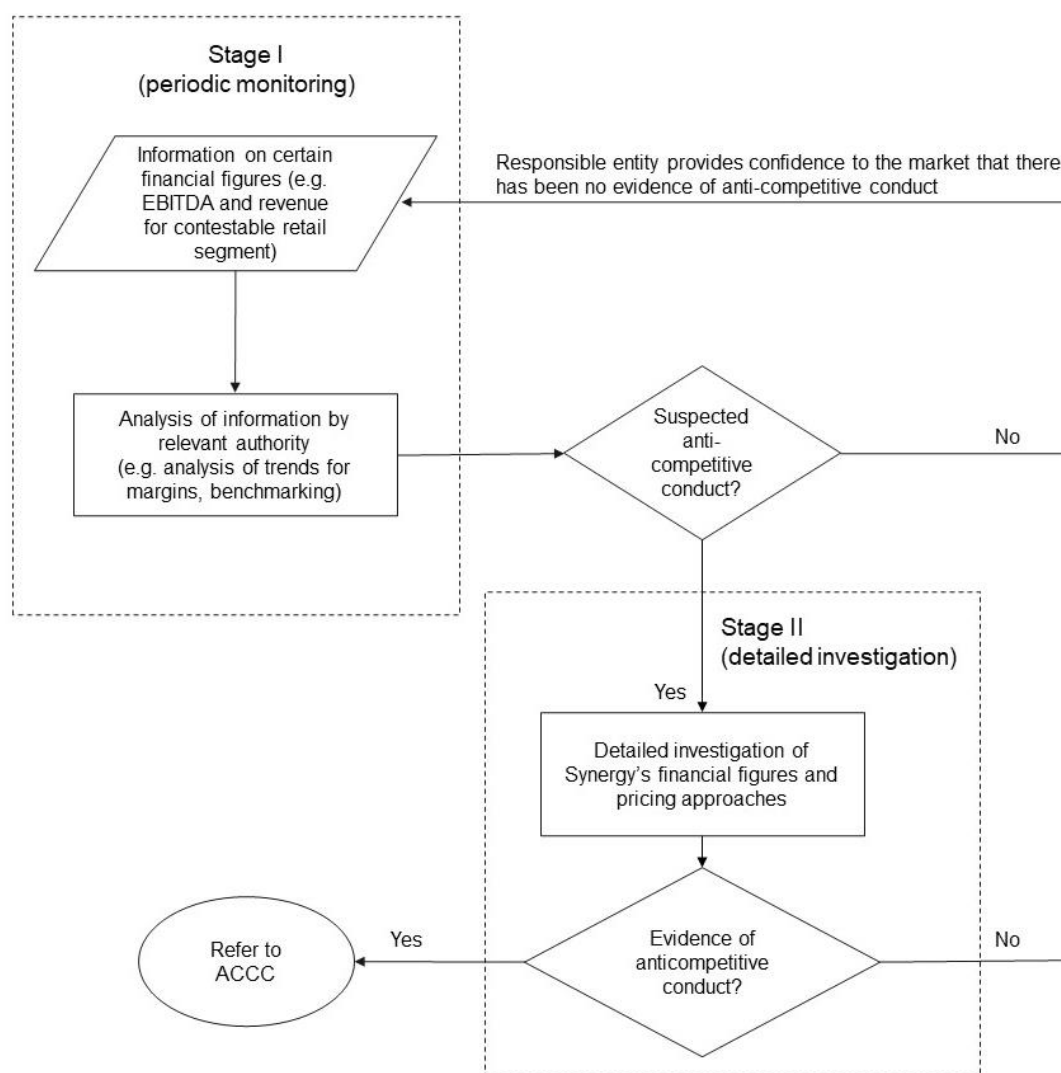 Stage I
(periodic monitoring)
Information on certain
financial figures (e.g.
EBITDA and revenue
for contestable retail
segment)
Responsible entity provides confidence to the market that there
has been no evidence of anti-competitive conduct
Analysis of information by
relevant authority
(e.g. analysis of trends for
margins, benchmarking)
Suspected
anti-
competitive
conduct?
No
Stage II
(detailed investigation)
Yes
Detailed investigation of
Synergy’s financial figures and
pricing approaches
Evidence of
anticompetitive
conduct?
No
Yes
Refer to
ACCC